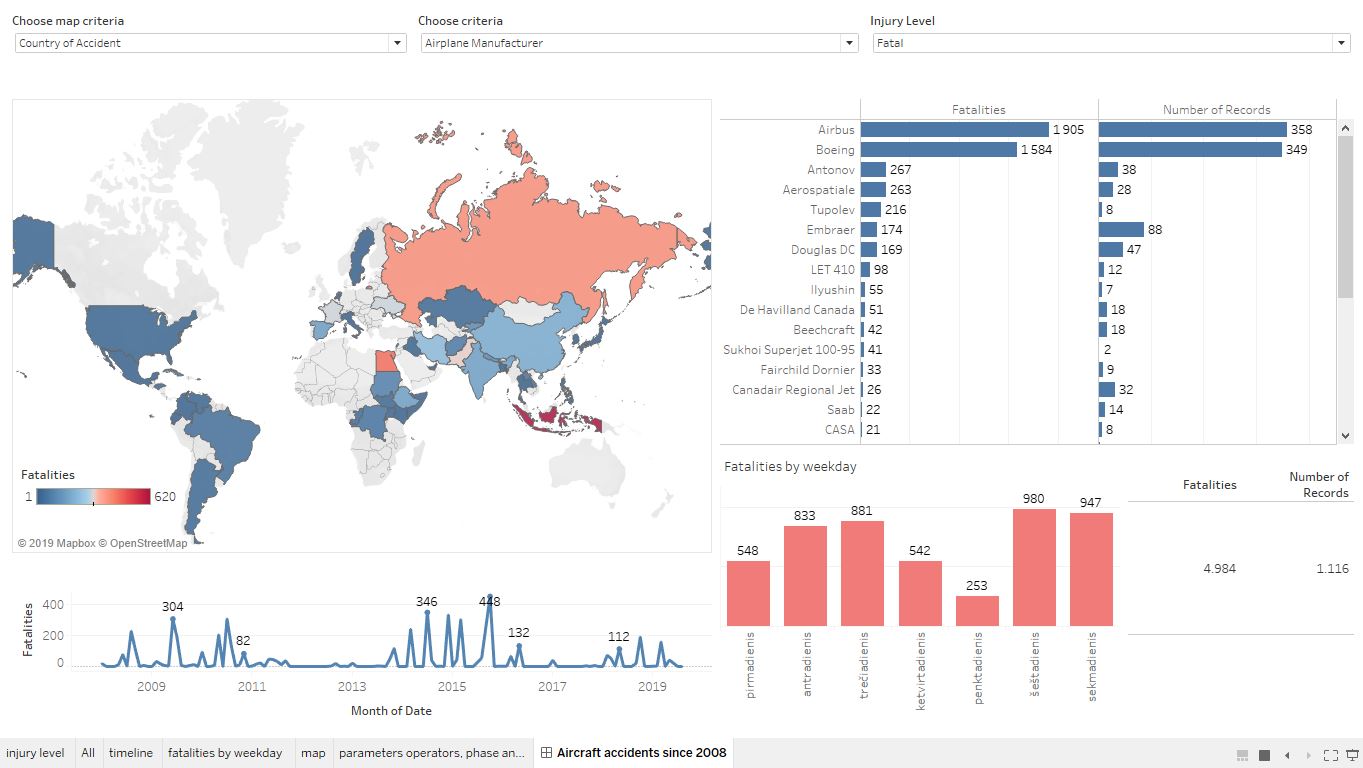 Choose map criteria
Choose criteria
Injury Level
Country of Accident
Airplane Manufacturer
Fatal
Fatalities
Number of Records
Airbus 1 905 358
Boeing 1 584 349
Antonov 267 38
Aerospatiale 263 28
Tupolev 216 8
Embraer 174 88
Douglas DC 169 47
LET 410 98 12
Ilyushin 55 7
De Havilland Canada 51 18
Beechcraft 42 18
Sukhoi Superjet 100-95 41 2
Fairchild Dornier 33 9
Canadair Regional Jet 26 32
Saab 22 14
CASA 21 8
Fatalities
1 620
© 2019 Mapbox © OpenStreetMap
Fatalities by weekday
548
833
881
542
253
980
947
pirmadienis
antradienis
trečiadienis
ketvirtadienis
penktadienis
šeštadienis
sekmadienis
Fatalities
Number of
Records
4.984
1.116
Fatalities
400
200
0
304
82
346
448
132
112
2009
2011
2013
2015
2017
2019
Month of Date
injury level
All
timeline
fatalities by weekday
map
parameters operators, phase an...
Aircraft accidents since 2008